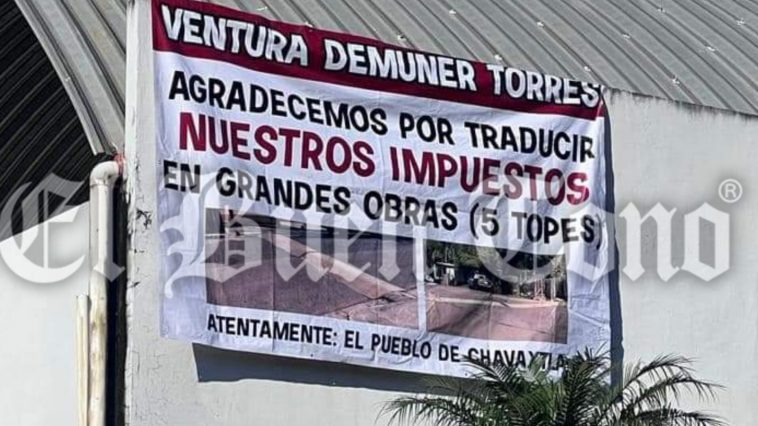 VENTURA DEMUNER TORRES
AGRADECEMOS POR TRADUCIR
NUESTROS IMPUESTOS
EN GRANDES OBRAS (5 TOPES)
El Buen Cono ®
ATENTAMENTE: EL PUEBLO DE CHAVAXTLA